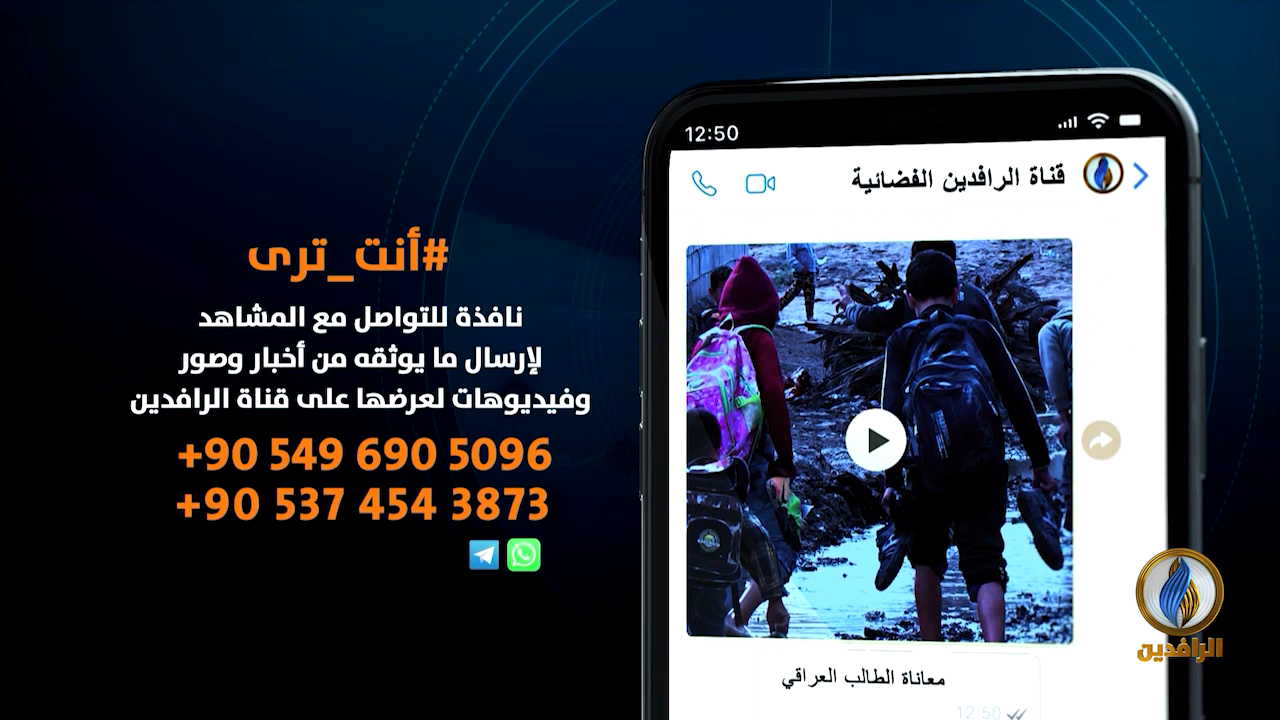 #أنت_ترى
نافذة للتواصل مع المشاهد
لإرسال ما يوثقه من أخبار وصور
وفيديوهات لعرضها على قناة الرافدين
+90 549 690 5096
+90 537 454 3873
12:50
قناة الرافدين الفضائية
معاناة الطالب العراقي
12:50
الرافدين